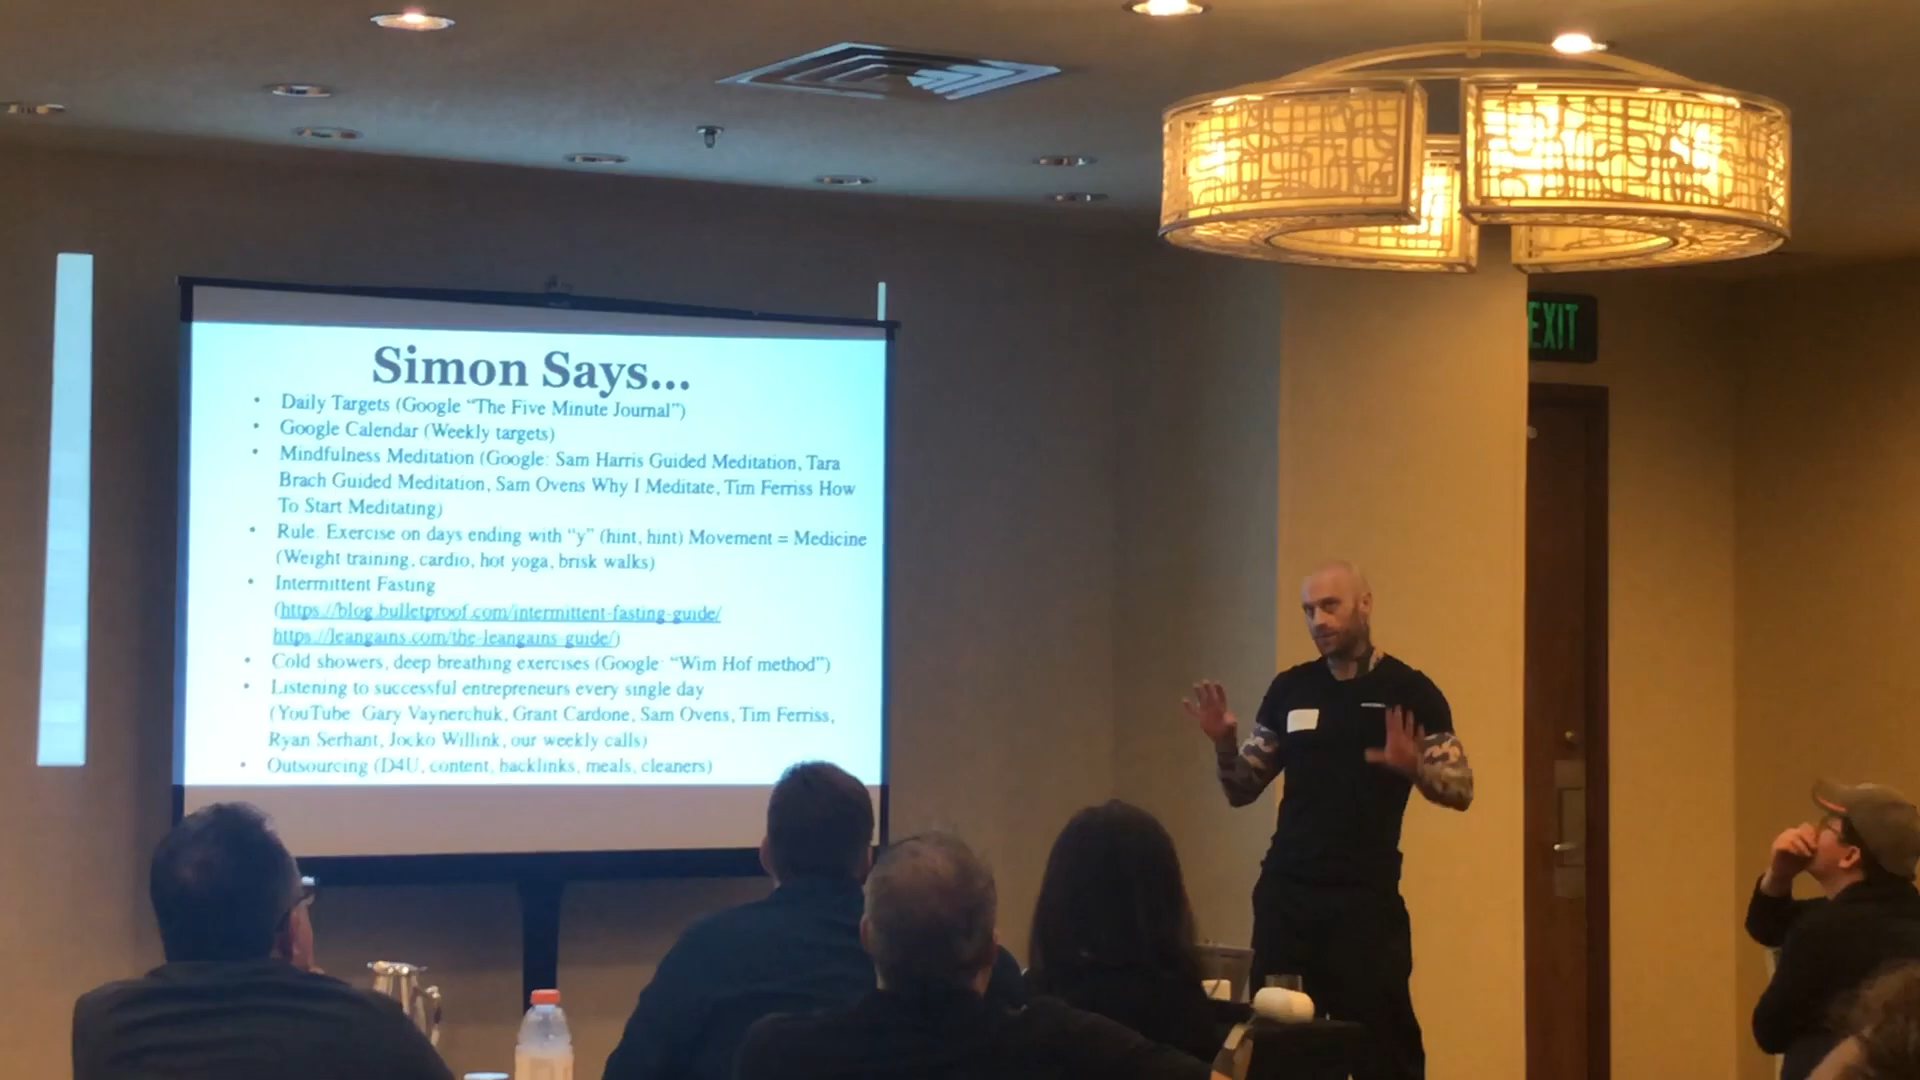 Simon Says...
• Daily Targets (Google “The Five Minute Journal”)
• Google Calendar (Weekly targets)
• Mindfulness Meditation (Google: Sam Harris Guided Meditation, Tara
Brach Guided Meditation, Sam Ovens Why I Meditate, Tim Ferriss How
To Start Meditating)
• Rule. Exercise on days ending with “y” (hint, hint) Movement = Medicine
(Weight training, cardio, hot yoga, brisk walks)
• Intermittent Fasting
(https://blog.bulletproof.com/intermittent-fasting-guide/
https://leangains.com/the-leangains-guide/)
• Cold showers, deep breathing exercises (Google: “Wim Hof method”)
• Listening to successful entrepreneurs every single day
(YouTube: Gary Vaynerchuk, Grant Cardone, Sam Ovens, Tim Ferriss,
Ryan Serhant, Jocko Willink, our weekly calls)
• Outsourcing (D4U, content, backlinks, meals, cleaners)
EXIT